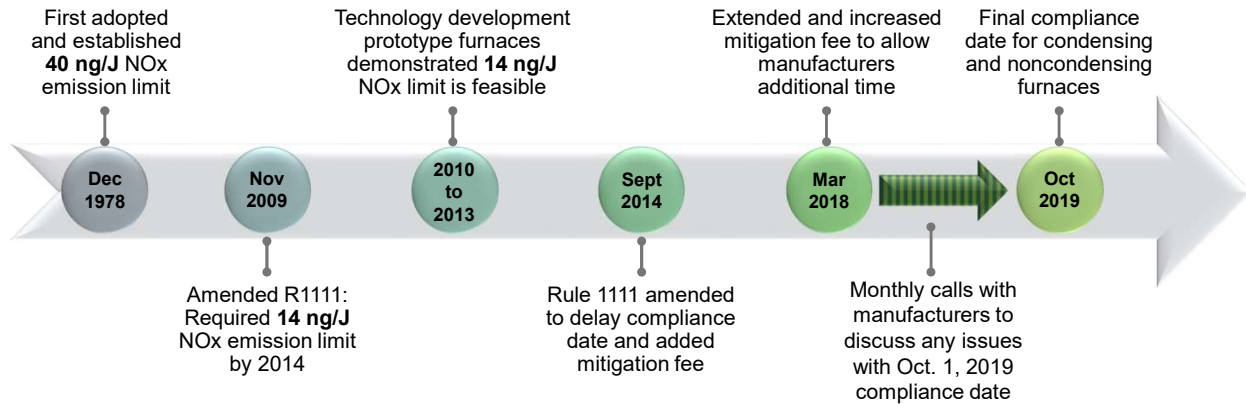 First adopted
and established
40 ng/J NOx
emission limit
Technology development
prototype furnaces
demonstrated 14 ng/J
NOx limit is feasible
Extended and increased
mitigation fee to allow
manufacturers
additional time
Final compliance
date for condensing
and noncondensing
furnaces
Dec
1978
Nov
2009
2010
to
2013
Sept
2014
Mar
2018
Oct
2019
Amended R1111:
Required 14 ng/J
NOx emission limit
by 2014
Rule 1111 amended
to delay compliance
date and added
mitigation fee
Monthly calls with
manufacturers to
discuss any issues
with Oct. 1, 2019
compliance date